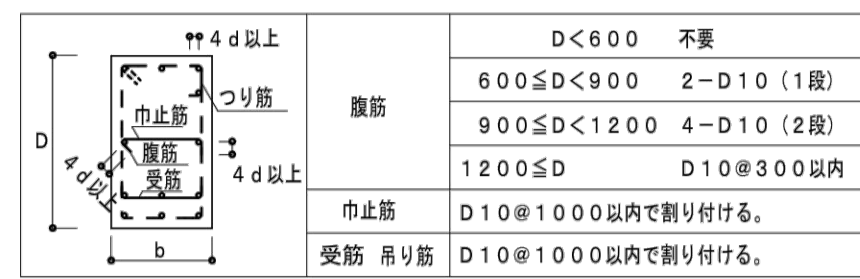 4d以上
つり筋
巾止筋
D
腹筋
4d以上
4d以上
受筋
b
腹筋
D<600 不要
600≦D<900 2-D10(1段)
900≦D<1200 4-D10(2段)
1200≦D D10@300以内
巾止筋 D10@1000以内で割り付ける。
受筋 吊り筋 D10@1000以内で割り付ける。